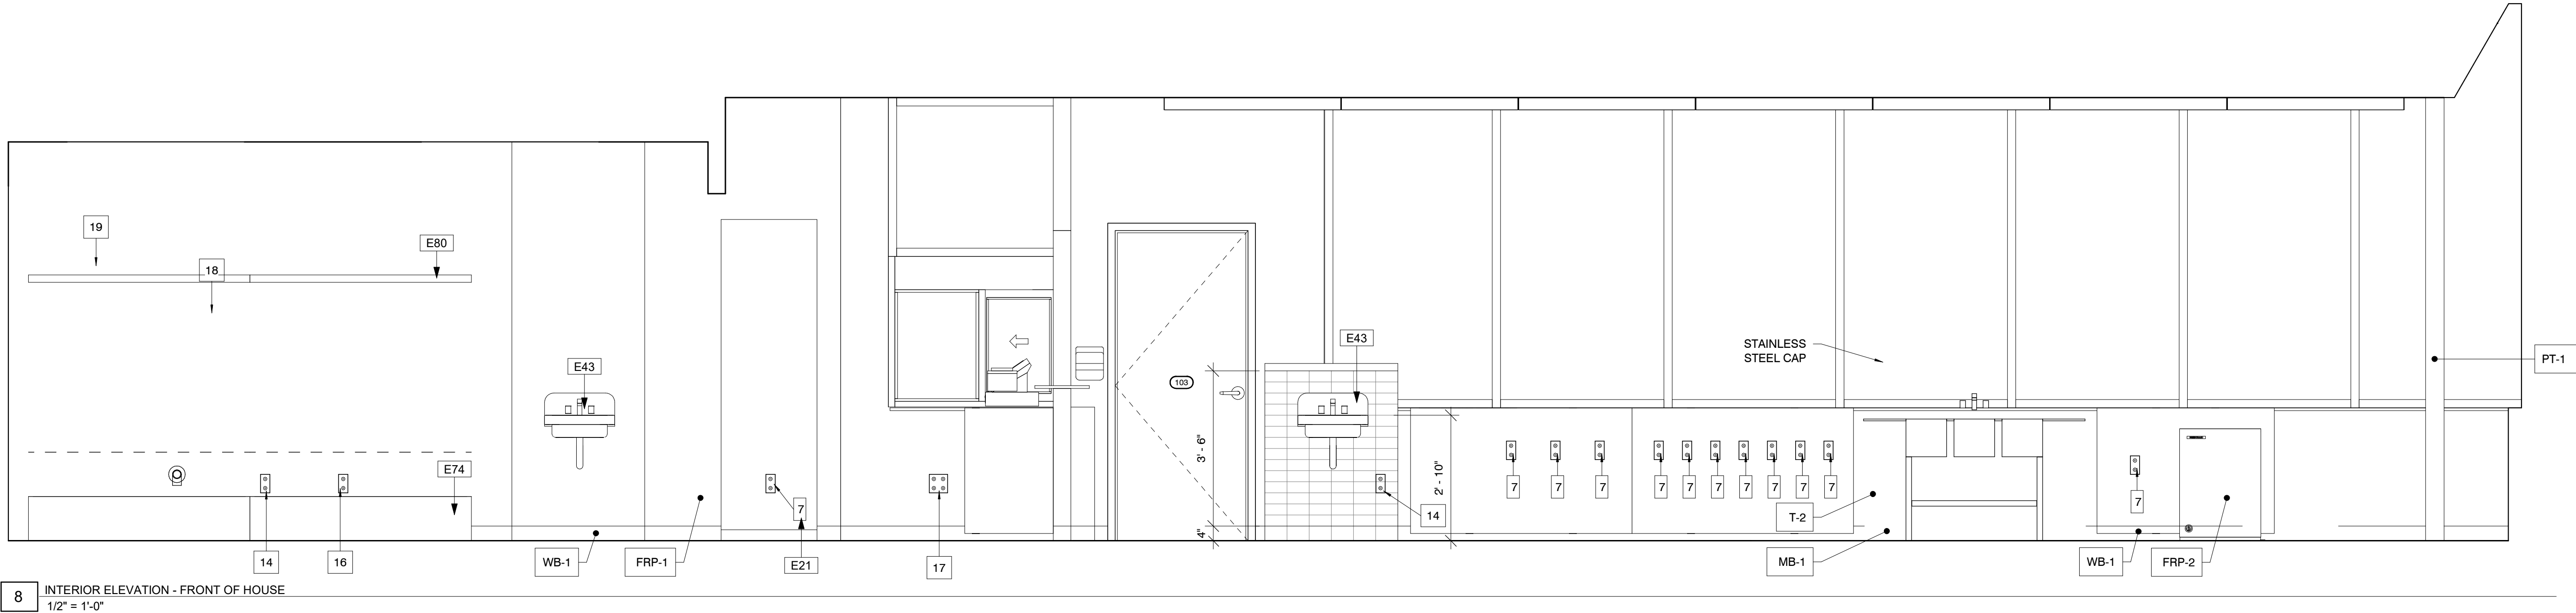 19
18
E80
E43
E43
STAINLESS
STEEL CAP
PT-1
103
3' - 6"
2' - 10"
4"
E74
7
7
7
7
7
7
7
7
7
7
7
7
14
T-2
14
16
WB-1
FRP-1
E21
17
MB-1
WB-1
FRP-2
8
INTERIOR ELEVATION - FRONT OF HOUSE
1/2" = 1'-0"